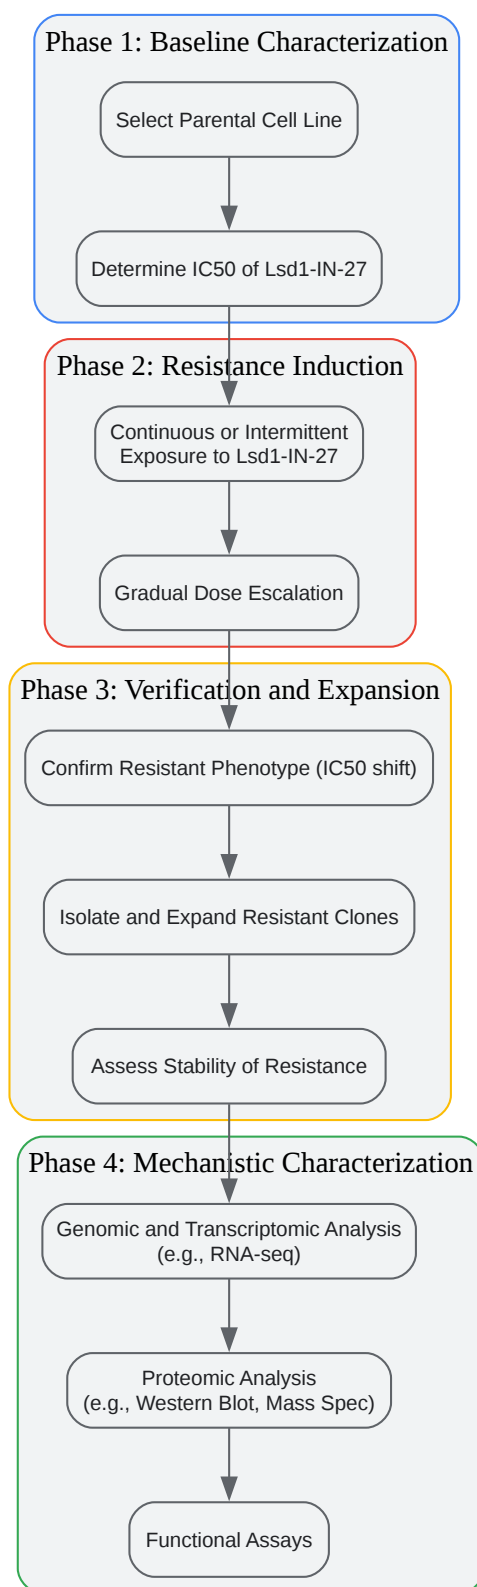 Phase 1: Baseline Characterization
Select Parental Cell Line
Determine IC50 of Lsd1-IN-27
Phase 2: Resistance Induction
Continuous or Intermittent
Exposure to Lsd1-IN-27
Gradual Dose Escalation
Phase 3: Verification and Expansion
Confirm Resistant Phenotype (IC50 shift)
Isolate and Expand Resistant Clones
Assess Stability of Resistance
Phase 4: Mechanistic Characterization
Genomic and Transcriptomic Analysis
(e.g., RNA-seq)
Proteomic Analysis
(e.g., Western Blot, Mass Spec)
Functional Assays